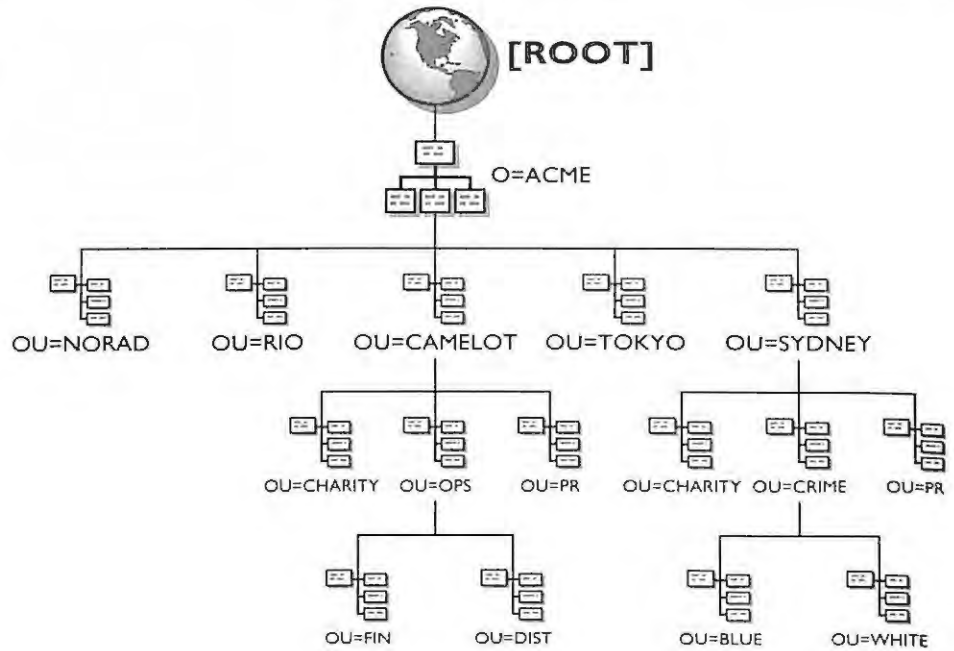 [ROOT]
O=ACME
OU=NORAD
OU=RIO
OU=CAMELOT
OU=TOKYO
OU=SYDNEY
OU=CHARITY
OU=OPS
OU=PR
OU=CHARITY
OU=CRIME
OU=PR
OU=FIN
OU=DIST
OU=BLUE
OU=WHITE